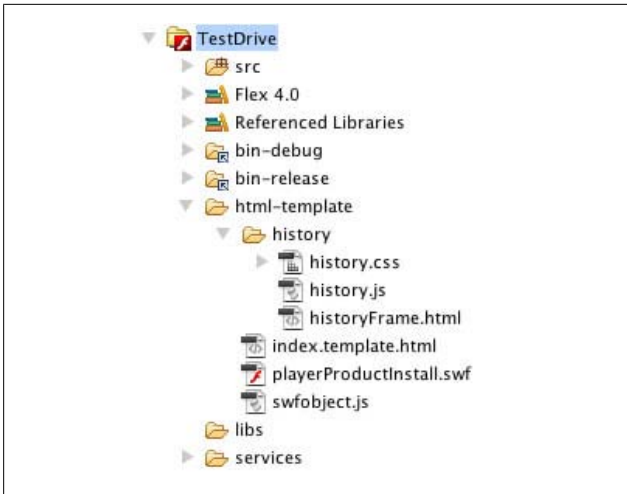 TestDrive
src
Flex 4.0
Referenced Libraries
bin-debug
bin-release
html-template
history
history.css
history.js
historyFrame.html
index.template.html
playerProductInstall.swf
swfobject.js
libs
services